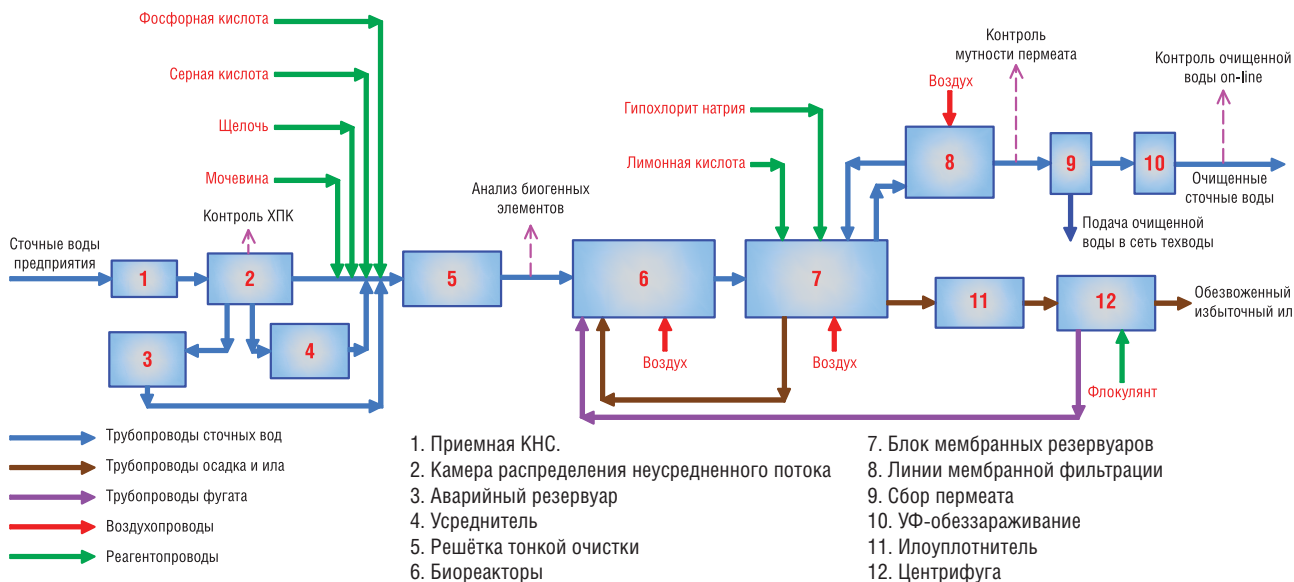 Фосфорная кислота
Серная кислота
Щелочь
Мочевина
Контроль ХПК
Сточные воды
предприятия
1
2
3
4
5
Анализ биогенных
элементов
6
Воздух
Гипохлорит натрия
Лимонная кислота
7
Воздух
Воздух
8
Контроль
мутности пермеата
9
10
Контроль очищенной
воды on-line
Очищенные
сточные воды
Подача очищенной
воды в сеть техводы
11
12
Обезвоженный
избыточный ил
Флокулянт
Трубопроводы сточных вод
Трубопроводы осадка и ила
Трубопроводы фугата
Воздухопроводы
Реагентопроводы
1. Приемная КНС.
2. Камера распределения неусредненного потока
3. Аварийный резервуар
4. Усреднитель
5. Решётка тонкой очистки
6. Биореакторы
7. Блок мембранных резервуаров
8. Линии мембранной фильтрации
9. Сбор пермеата
10. УФ-обеззараживание
11. Илоуплотнитель
12. Центрифуга